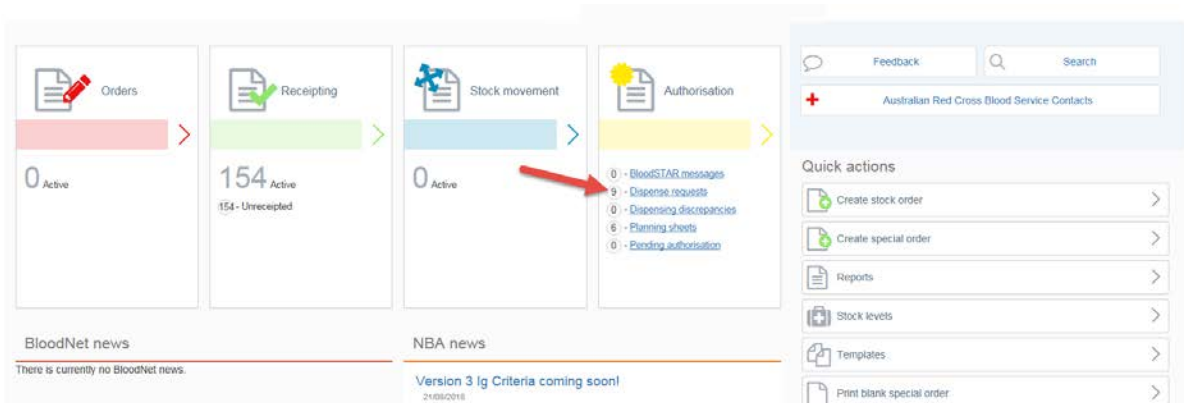 Orders
0 Active
Receipting
154 Active
154 - Unreceipted
Stock movement
0 Active
Authorisation
0 - BloodSTAR messages
9 - Dispense requests
0 - Dispensing discrepancies
6 - Planning sheets
0 - Pending authorisation
BloodNet news
There is currently no BloodNet news.
NBA news
Version 3 Ig Criteria coming soon!
21/08/2018
Feedback
Search
Australian Red Cross Blood Service Contacts
Quick actions
Create stock order
Create special order
Reports
Stock levels
Templates
Print blank special order